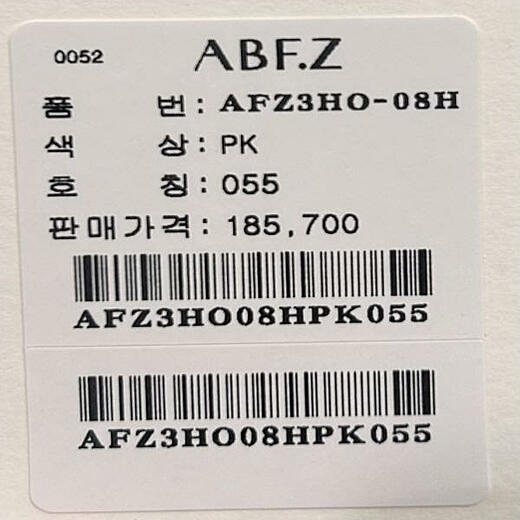 0052 ABF.Z
품 번 : AFZ3HO-08H
색 상 : PK
호 칭 : 055
판매가격 : 185,700
AFZ3HO08HPK055
AFZ3HO08HPK055